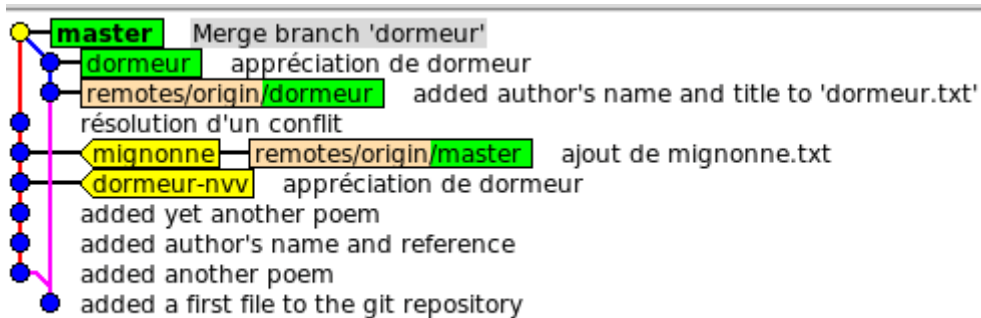 master Merge branch 'dormeur'
dormeur appréciation de dormeur
remotes/origin/dormeur added author's name and title to 'dormeur.txt'
résolution d'un conflit
mignonne remotes/origin/master ajout de mignonne.txt
dormeur-nvv appréciation de dormeur
added yet another poem
added author's name and reference
added another poem
added a first file to the git repository